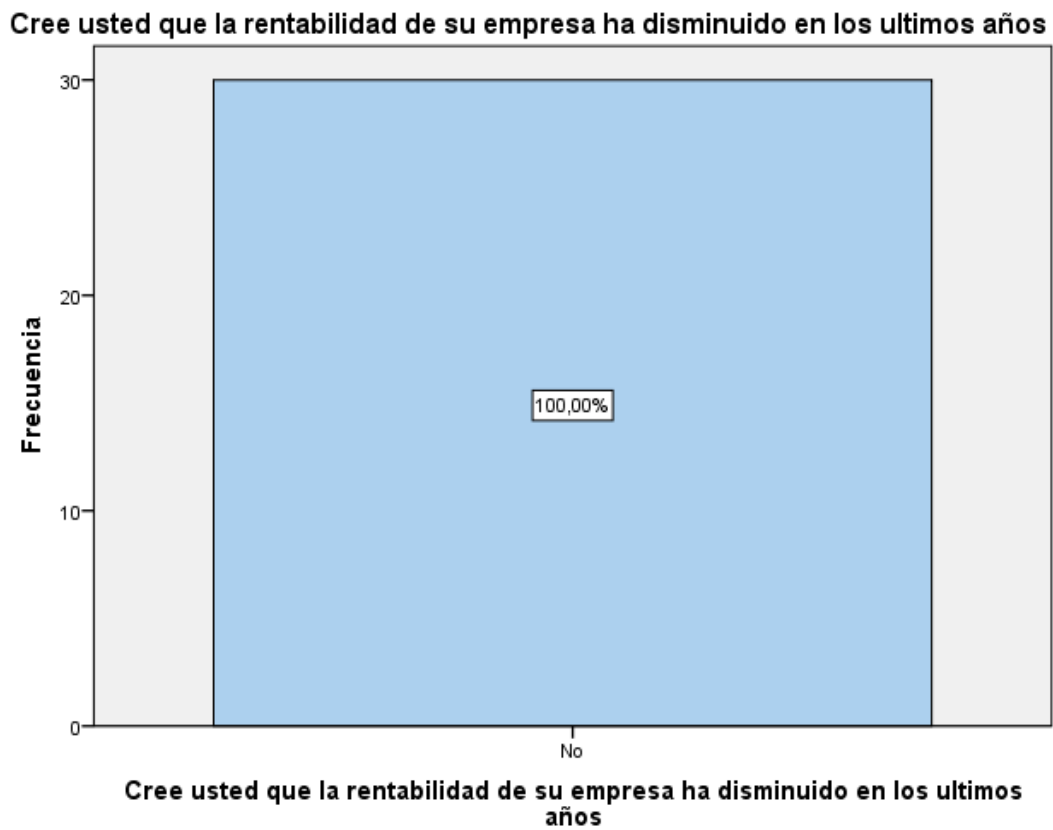 Cree usted que la rentabilidad de su empresa ha disminuido en los ultimos años
30
20
10
0
Frecuencia
100,00%
No
Cree usted que la rentabilidad de su empresa ha disminuido en los ultimos
años